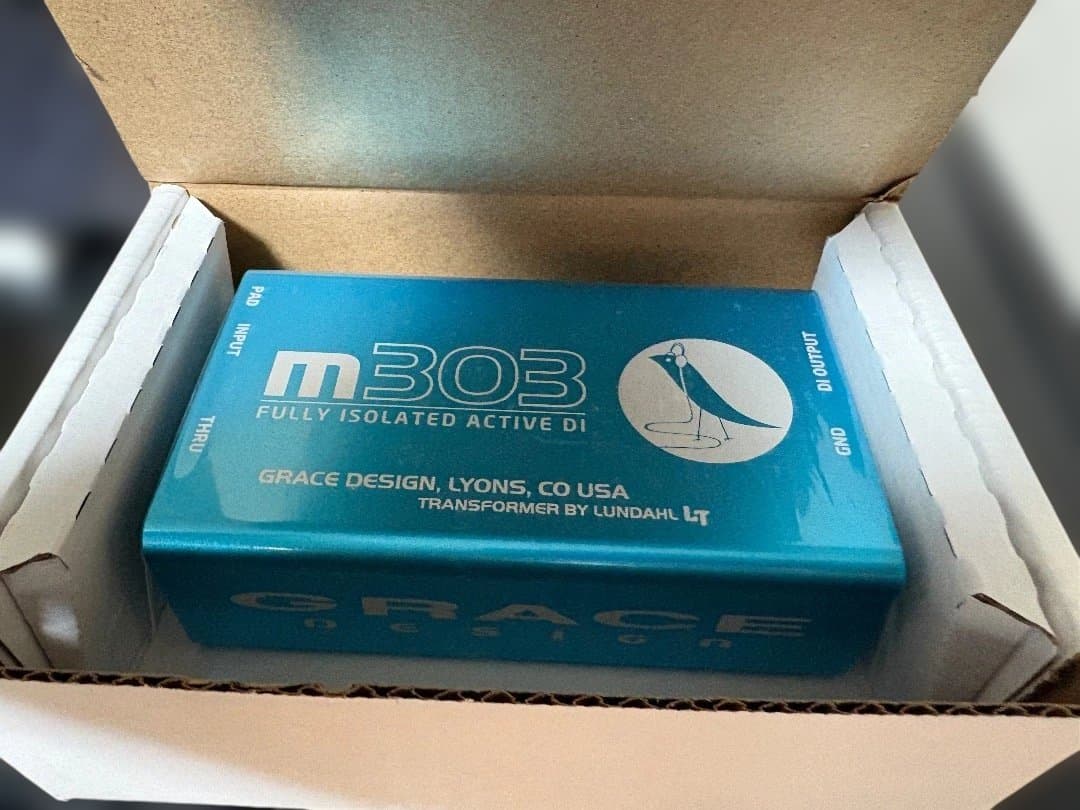 PAD
INPUT
THRU
m303
FULLY ISOLATED ACTIVE DI
DI OUTPUT
GND
GRACE DESIGN, LYONS, CO USA
TRANSFORMER BY LUNDAHL LT
GRACE
DESIGN